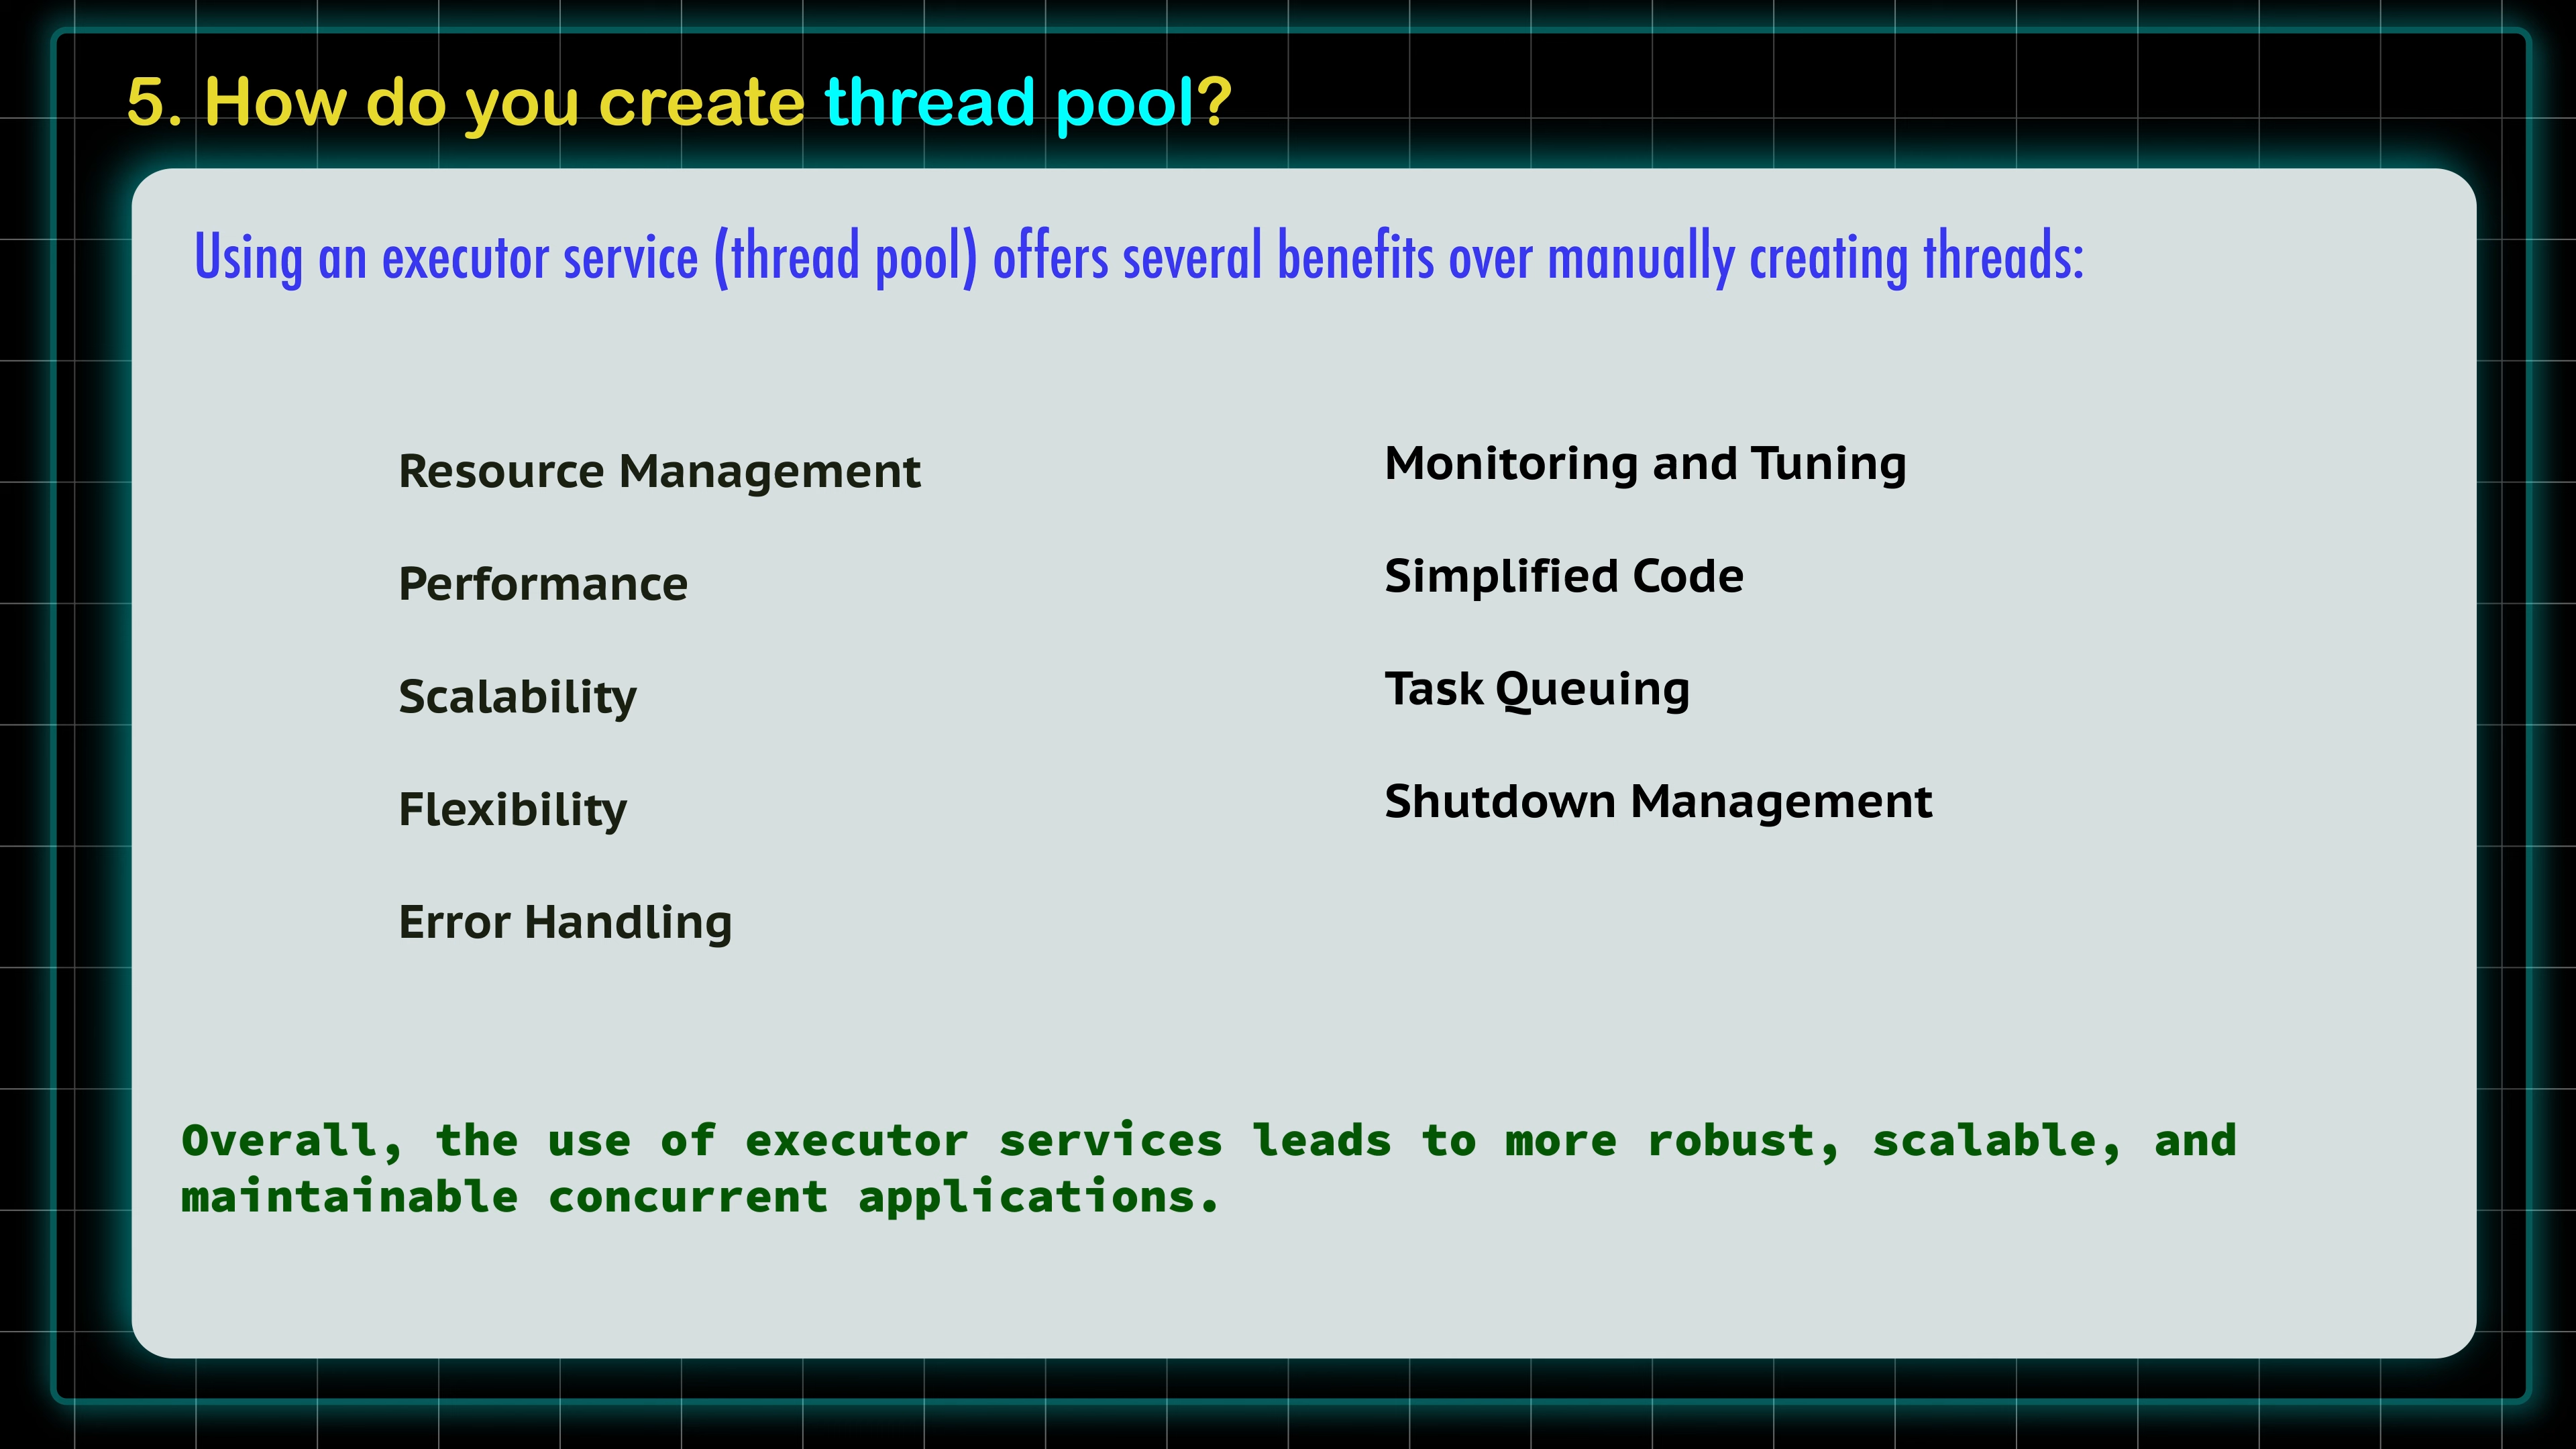 5. How do you create thread pool?
Using an executor service (thread pool) offers several benefits over manually creating threads:
Resource Management
Performance
Scalability
Flexibility
Error Handling
Monitoring and Tuning
Simplified Code
Task Queuing
Shutdown Management
Overall, the use of executor services leads to more robust, scalable, and
maintainable concurrent applications.